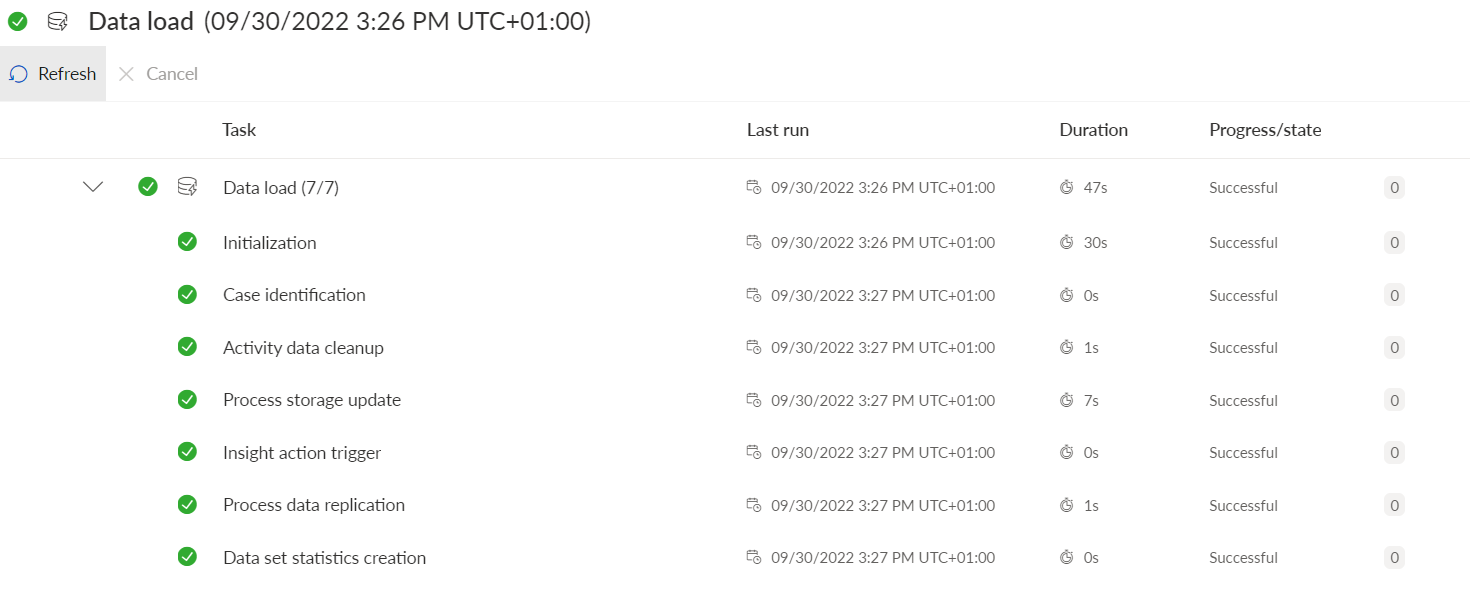 Data load (09/30/2022 3:26 PM UTC+01:00)
Refresh Cancel
Task Last run Duration Progress/state
Data load (7/7) 09/30/2022 3:26 PM UTC+01:00 47s Successful 0
Initialization 09/30/2022 3:26 PM UTC+01:00 30s Successful 0
Case identification 09/30/2022 3:27 PM UTC+01:00 0s Successful 0
Activity data cleanup 09/30/2022 3:27 PM UTC+01:00 1s Successful 0
Process storage update 09/30/2022 3:27 PM UTC+01:00 7s Successful 0
Insight action trigger 09/30/2022 3:27 PM UTC+01:00 0s Successful 0
Process data replication 09/30/2022 3:27 PM UTC+01:00 1s Successful 0
Data set statistics creation 09/30/2022 3:27 PM UTC+01:00 0s Successful 0